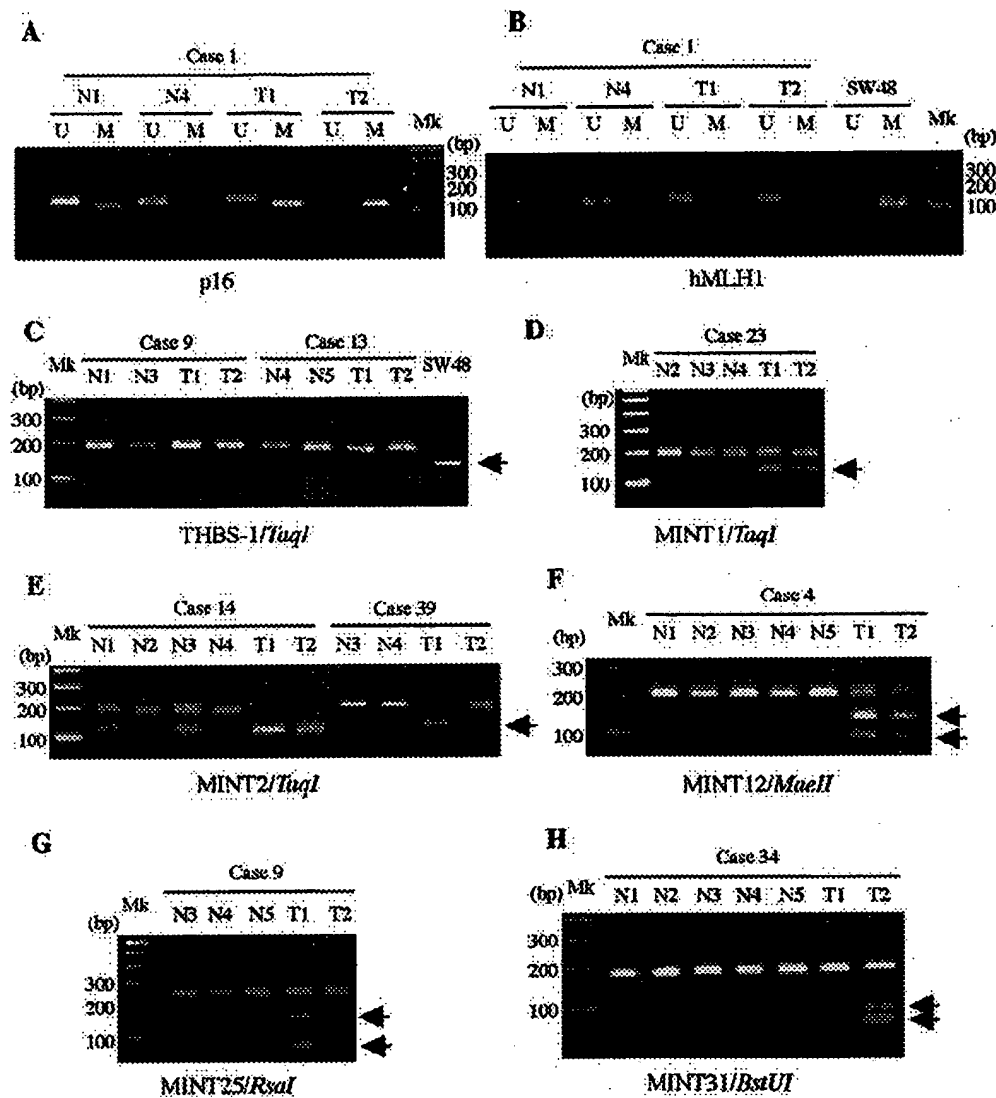 A
Case 1
N1 N4 T1 T2
U M U M U M U M Mk
(bp)
300
200
100
p16
B
Case 1
N1 N4 T1 T2 SW48
U M U M U M U M U M Mk
(bp)
300
200
100
hMLH1
C
Case 9 Case 13
Mk N1 N3 T1 T2 N4 N5 T1 T2 SW48
(bp)
300
200
100
THBS-1/TaqI
D
Case 23
Mk N2 N3 N4 T1 T2
(bp)
300
200
100
MINT1/TaqI
E
Case 14 Case 39
Mk N1 N2 N3 N4 T1 T2 N3 N4 T1 T2
(bp)
300
200
100
MINT2/TaqI
F
Case 4
Mk N1 N2 N3 N4 N5 T1 T2
(bp)
300
200
100
MINT12/MaeII
G
Case 9
Mk N3 N4 N5 T1 T2
(bp)
300
200
100
MINT25/RsaI
H
Case 34
(bp) Mk N1 N2 N3 N4 N5 T1 T2
300
200
100
MINT31/BstUI